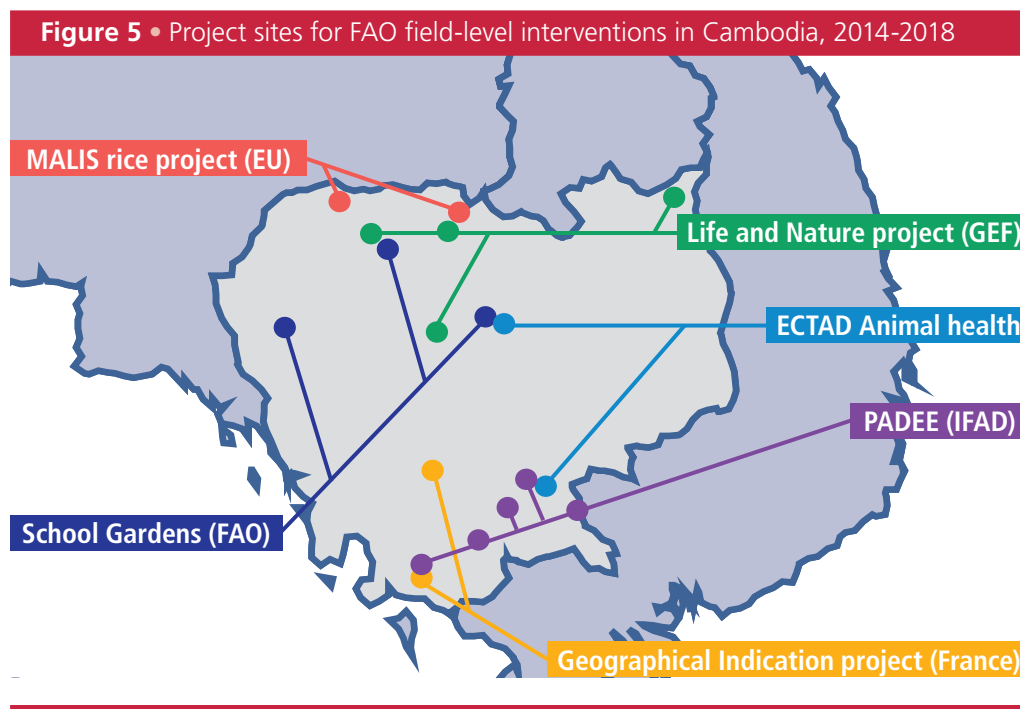 Figure 5 • Project sites for FAO field-level interventions in Cambodia, 2014-2018
MALIS rice project (EU)
Life and Nature project (GEF)
ECTAD Animal health
PADEE (IFAD)
School Gardens (FAO)
Geographical Indication project (France)